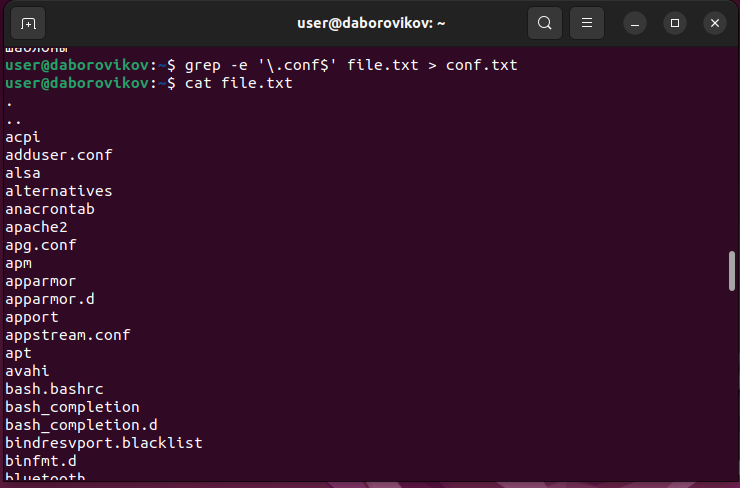 user@daborovikov: ~
шаблоны
user@daborovikov:~$ grep -e '\.conf$' file.txt > conf.txt
user@daborovikov:~$ cat file.txt
.
..
acpi
adduser.conf
alsa
alternatives
anacrontab
apache2
apg.conf
apm
apparmor
apparmor.d
apport
appstream.conf
apt
avahi
bash.bashrc
bash_completion
bash_completion.d
bindresvport.blacklist
binfmt.d
bluetooth